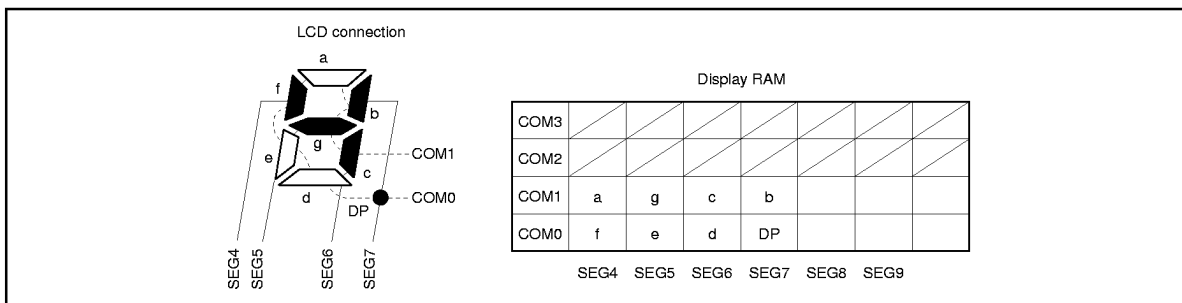 LCD connection
a
f
b
g
e
c
d
DP
COM1
COM0
SEG4
SEG5
SEG6
SEG7
Display RAM
COM3
COM2
COM1 a g c b
COM0 f e d DP
SEG4 SEG5 SEG6 SEG7 SEG8 SEG9